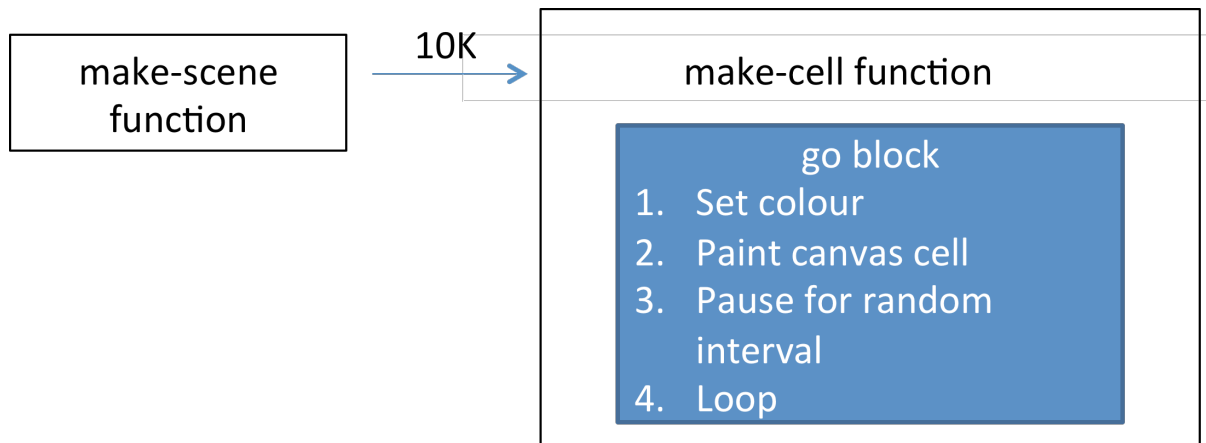 make-scene
function
10K
make-cell function
go block
1. Set colour
2. Paint canvas cell
3. Pause for random
interval
4. Loop